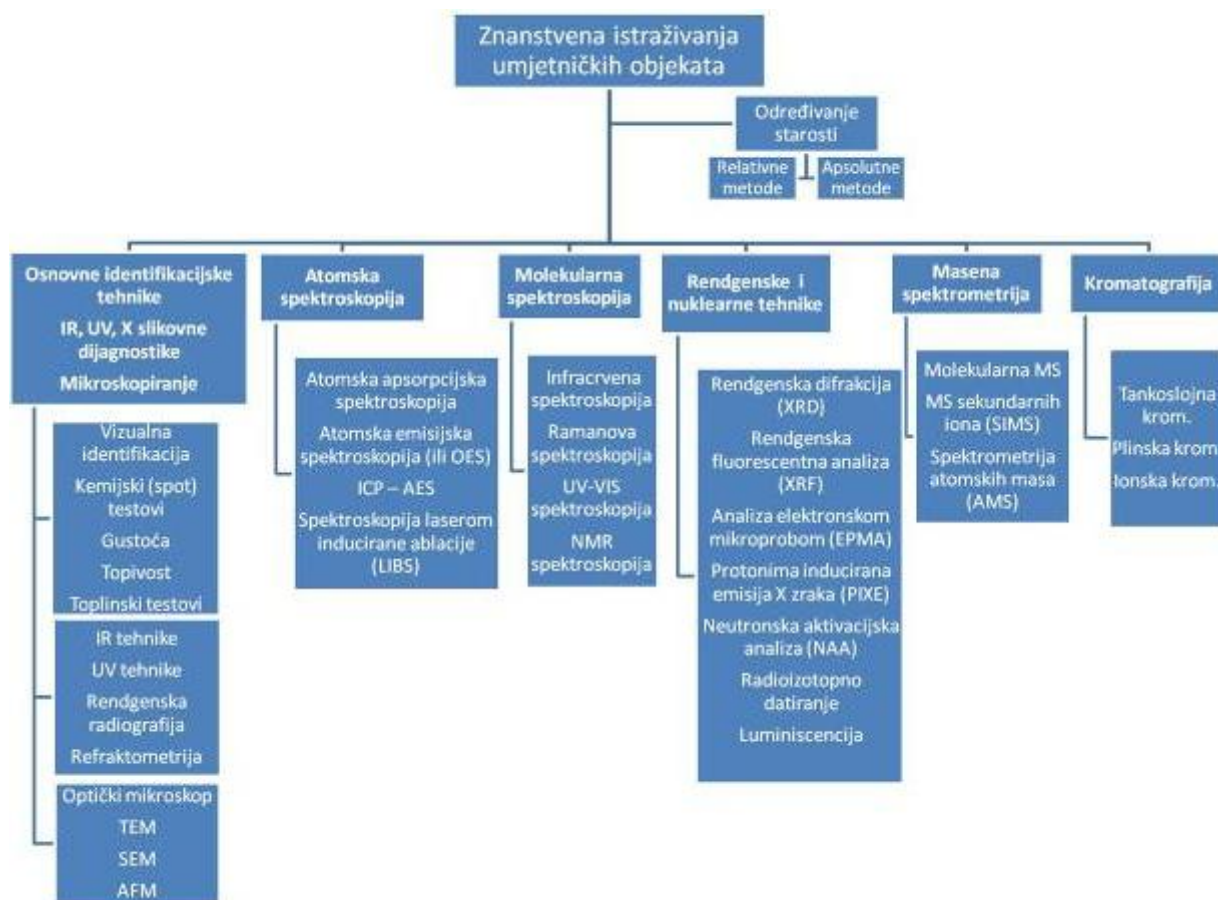 Znanstvena istraživanja
umjetničkih objekata
Određivanje
starosti
Relativne
metode
Apsolutne
metode
Osnovne identifikacijske
tehnike
IR, UV, X slikovne
dijagnostike
Mikroskopiranje
Vizualna
identifikacija
Kemijski (spot)
testovi
Gustoća
Topivost
Toplinski testovi
IR tehnike
UV tehnike
Rendgenska
radiografija
Refraktometrija
Optički mikroskop
TEM
SEM
AFM
Atomska
spektroskopija
Atomska apsorpcijska
spektroskopija
Atomska emisijska
spektroskopija (ili OES)
ICP – AES
Spektroskopija laserom
inducirane ablacije
(LIBS)
Molekularna
spektroskopija
Infracrvena
spektroskopija
Ramanova
spektroskopija
UV-VIS
spektroskopija
NMR
spektroskopija
Rendgenske i
nuklearne tehnike
Rendgenska difrakcija
(XRD)
Rendgenska
fluorescentna analiza
(XRF)
Analiza elektronskom
mikroprobom (EPMA)
Protonima inducirana
emisija X zraka (PIXE)
Neutronska aktivacijska
analiza (NAA)
Radioizotopno
datiranje
Luminiscencija
Masena
spektrometrija
Molekularna MS
MS sekundarnih
iona (SIMS)
Spektrometrija
atomskih masa
(AMS)
Kromatografija
Tankoslojna
krom.
Plinska krom.
Ionska krom.